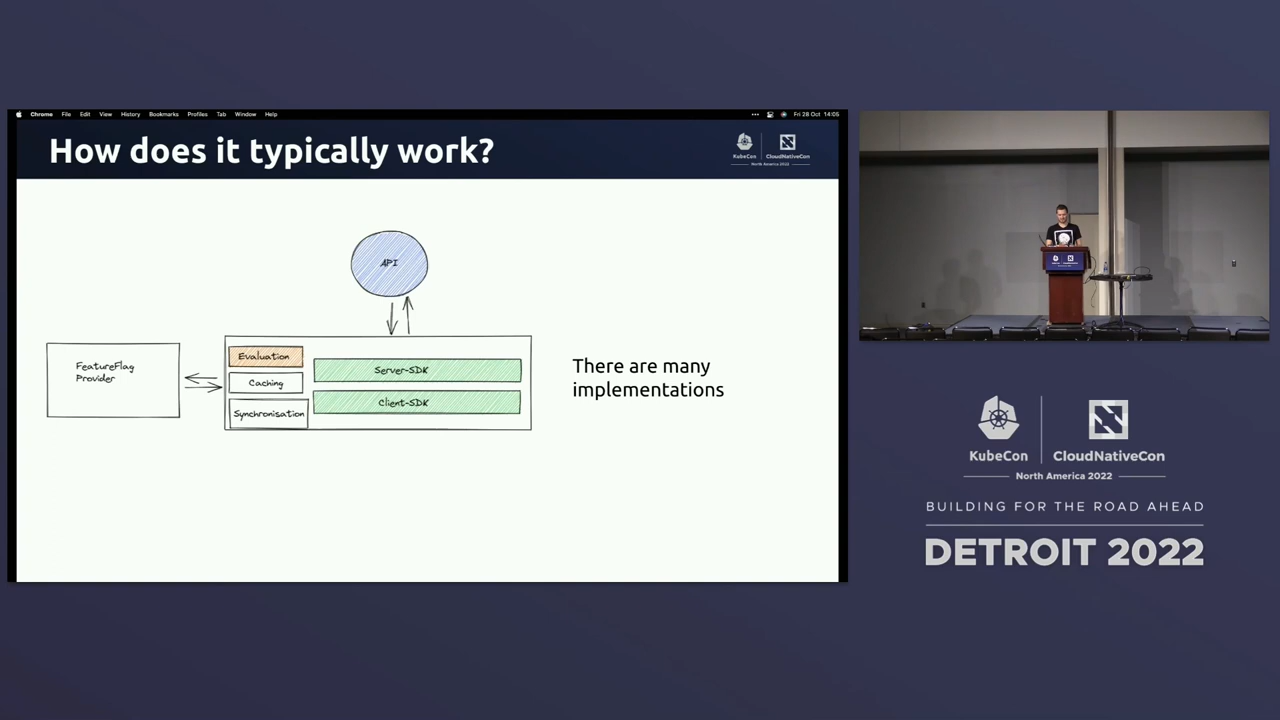 Chrome File Edit View History Bookmarks Profiles Tab Window Help
Fri 28 Oct 14:05
How does it typically work?
KubeCon CloudNativeCon
North America 2022
API
FeatureFlag
Provider
Evaluation
Caching
Synchronisation
Server-SDK
Client-SDK
There are many
implementations
KubeCon CloudNativeCon
North America 2022
BUILDING FOR THE ROAD AHEAD
DETROIT 2022